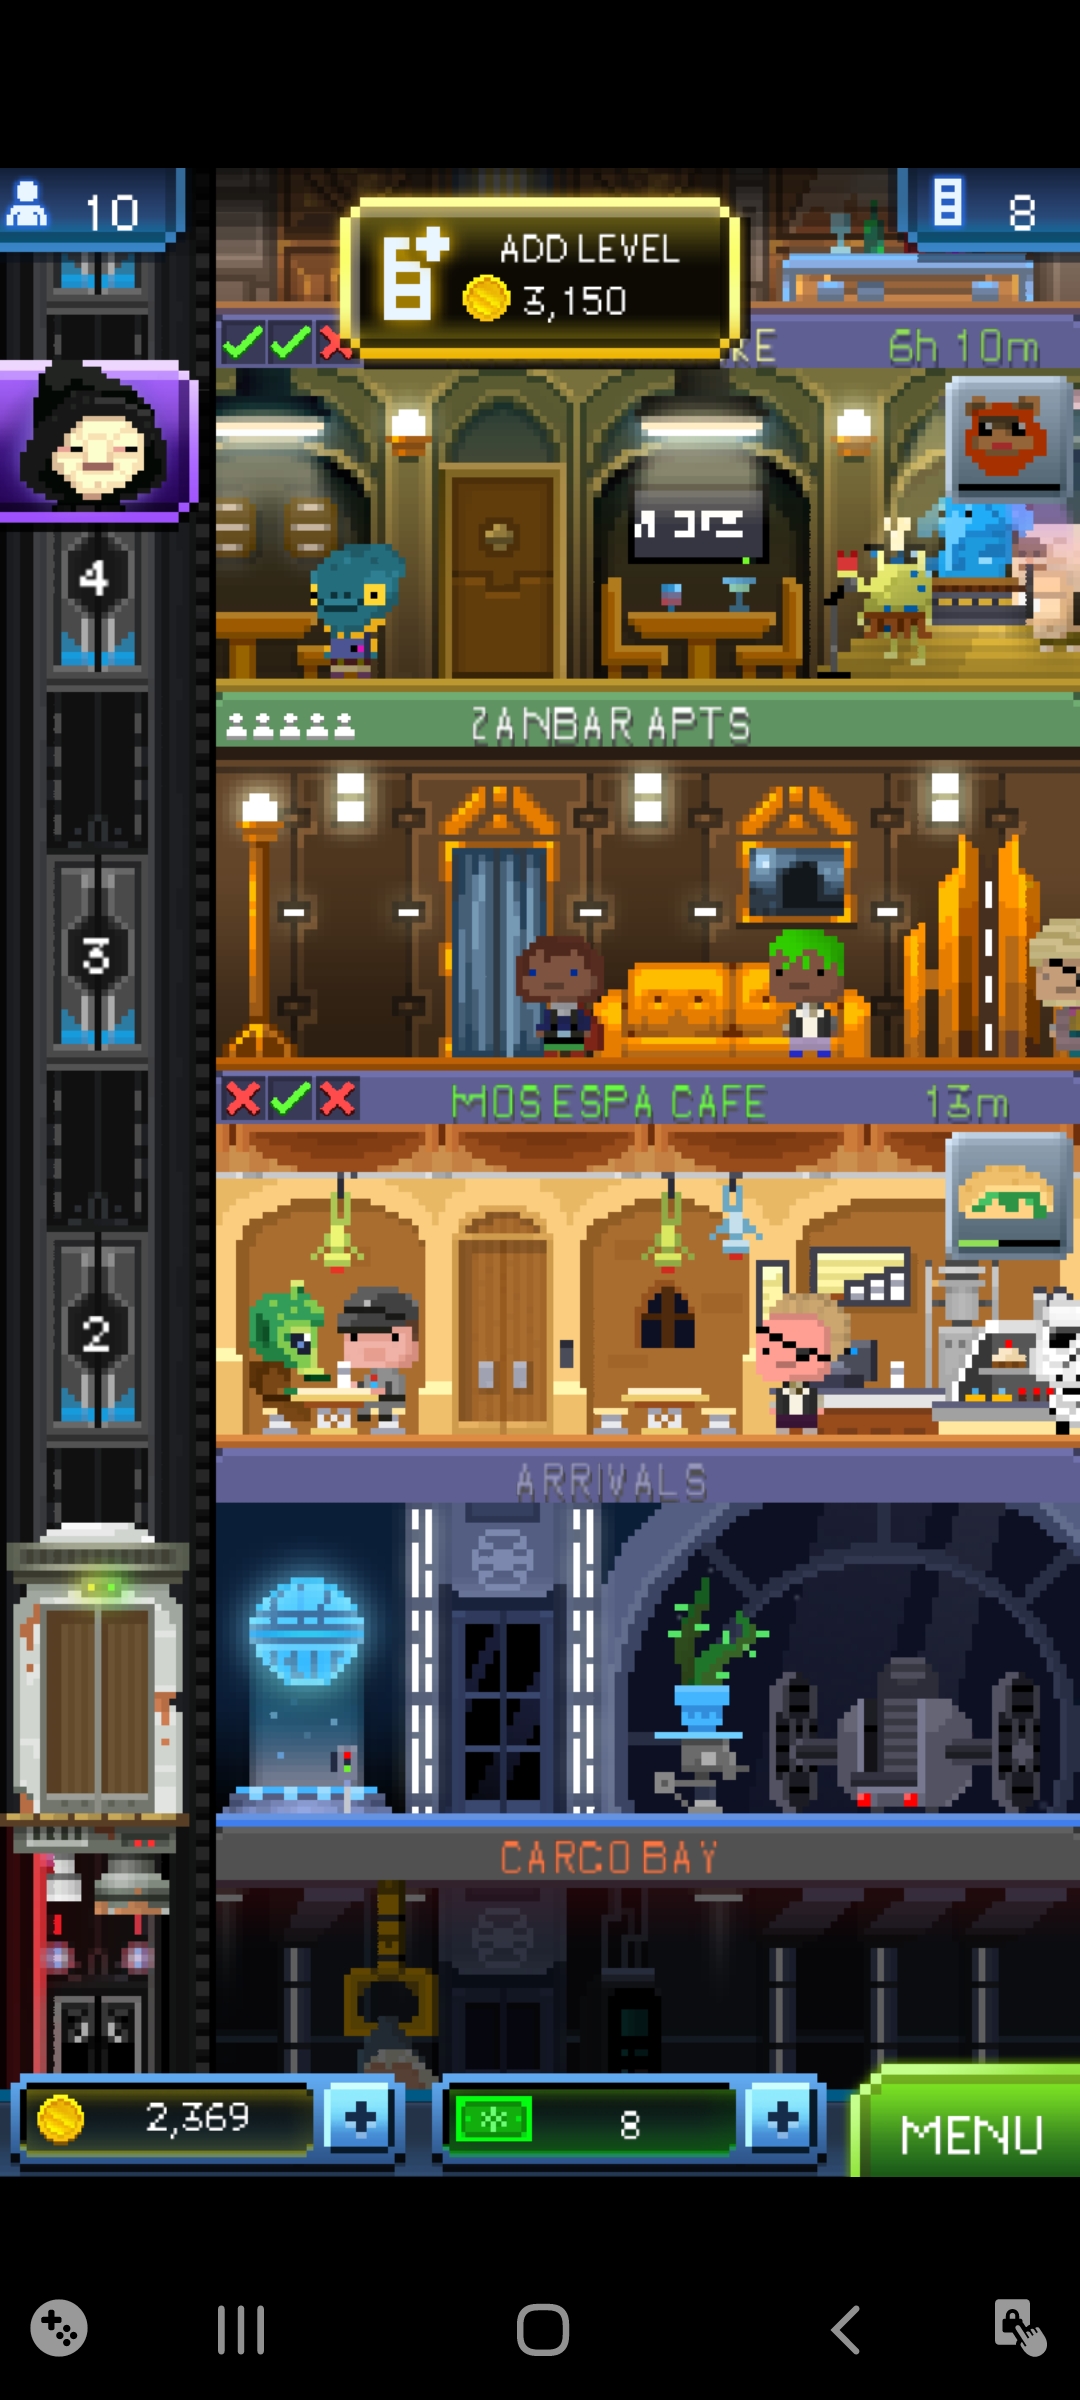 10
ADD LEVEL
3,150
8
KE
6h 10m
4
ZANBAR APTS
3
MOS ESPA CAFE
13m
2
ARRIVALS
CARGO BAY
2,369
8
MENU